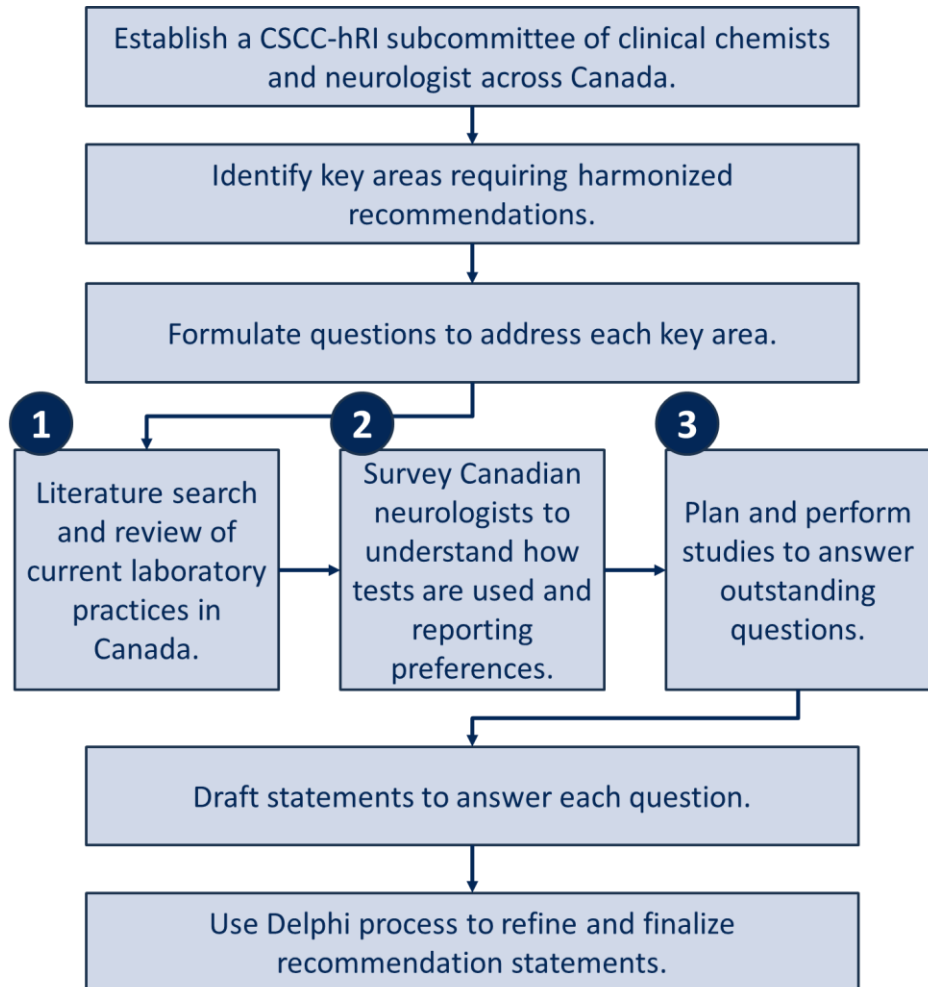 Establish a CSCC-hRI subcommittee of clinical chemists
and neurologist across Canada.
Identify key areas requiring harmonized
recommendations.
Formulate questions to address each key area.
1
Literature search
and review of
current laboratory
practices in
Canada.
2
Survey Canadian
neurologists to
understand how
tests are used and
reporting
preferences.
3
Plan and perform
studies to answer
outstanding
questions.
Draft statements to answer each question.
Use Delphi process to refine and finalize
recommendation statements.